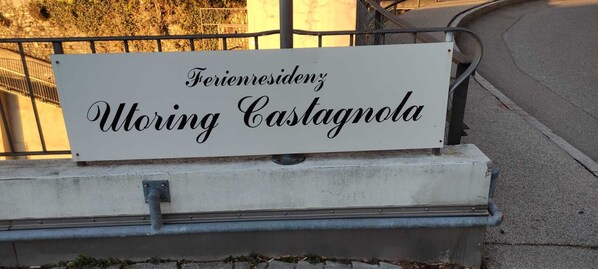 Ferienresidenz
Utoring Castagnola